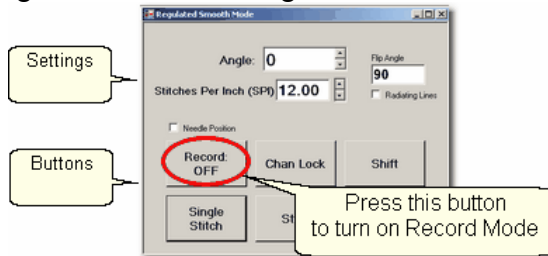 Regulated Smooth Mode
Settings
Angle: 0
Flip Angle
90
Stitches Per Inch (SPI) 12.00
Radiating Lines
Needle Position
Buttons
Record:
OFF
Chan Lock
Shift
Press this button
to turn on Record Mode
Single
Stitch